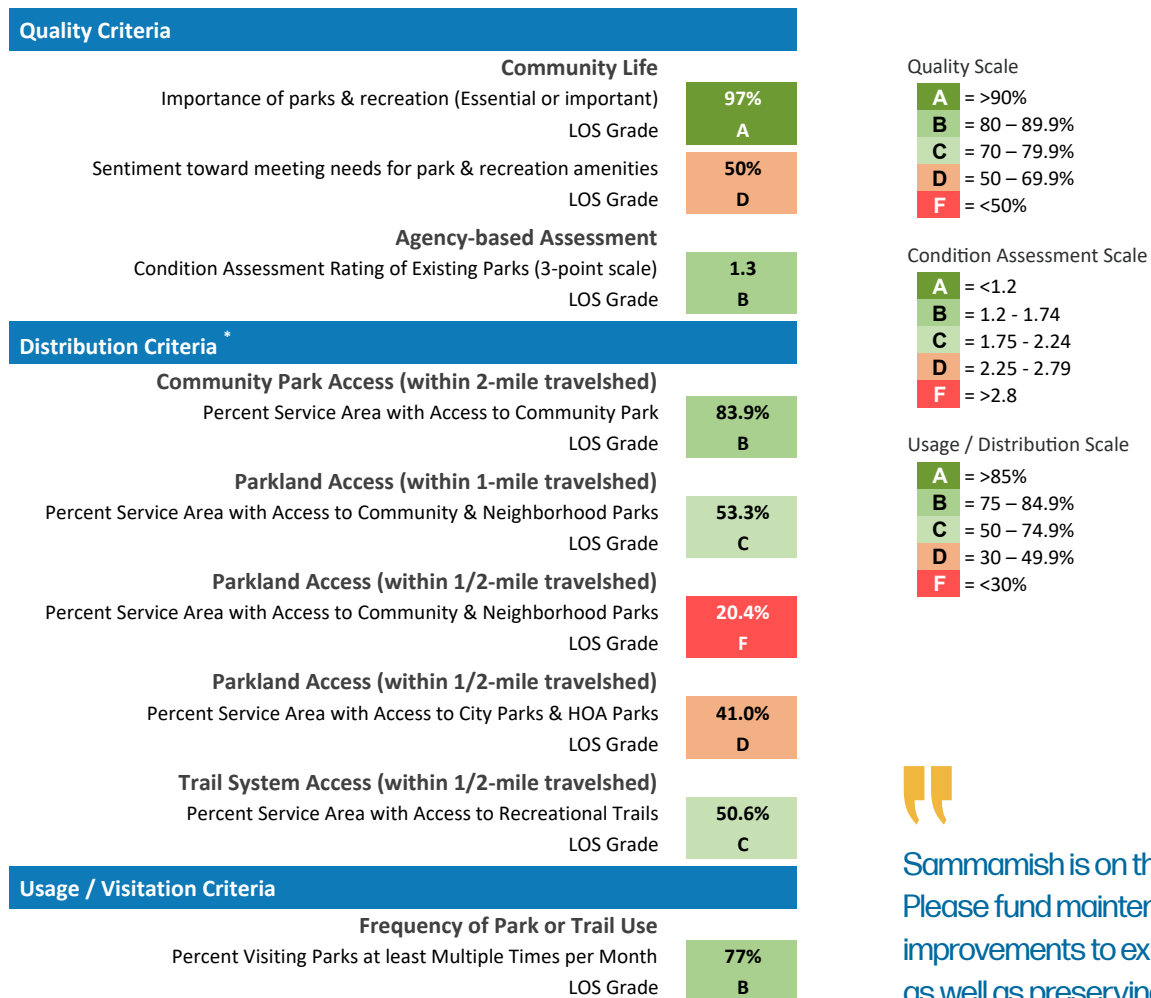 Quality Criteria
Community Life
Importance of parks & recreation (Essential or important) 97%
LOS Grade A
Sentiment toward meeting needs for park & recreation amenities 50%
LOS Grade D
Agency-based Assessment
Condition Assessment Rating of Existing Parks (3-point scale) 1.3
LOS Grade B
Distribution Criteria *
Community Park Access (within 2-mile travelshed)
Percent Service Area with Access to Community Park 83.9%
LOS Grade B
Parkland Access (within 1-mile travelshed)
Percent Service Area with Access to Community & Neighborhood Parks 53.3%
LOS Grade C
Parkland Access (within 1/2-mile travelshed)
Percent Service Area with Access to Community & Neighborhood Parks 20.4%
LOS Grade F
Parkland Access (within 1/2-mile travelshed)
Percent Service Area with Access to City Parks & HOA Parks 41.0%
LOS Grade D
Trail System Access (within 1/2-mile travelshed)
Percent Service Area with Access to Recreational Trails 50.6%
LOS Grade C
Usage / Visitation Criteria
Frequency of Park or Trail Use
Percent Visiting Parks at least Multiple Times per Month 77%
LOS Grade B
Quality Scale
A = >90%
B = 80 – 89.9%
C = 70 – 79.9%
D = 50 – 69.9%
F = <50%
Condition Assessment Scale
A = <1.2
B = 1.2 - 1.74
C = 1.75 - 2.24
D = 2.25 - 2.79
F = >2.8
Usage / Distribution Scale
A = >85%
B = 75 – 84.9%
C = 50 – 74.9%
D = 30 – 49.9%
F = <30%
Sammamish is on
Please fund
improvements to
as well as